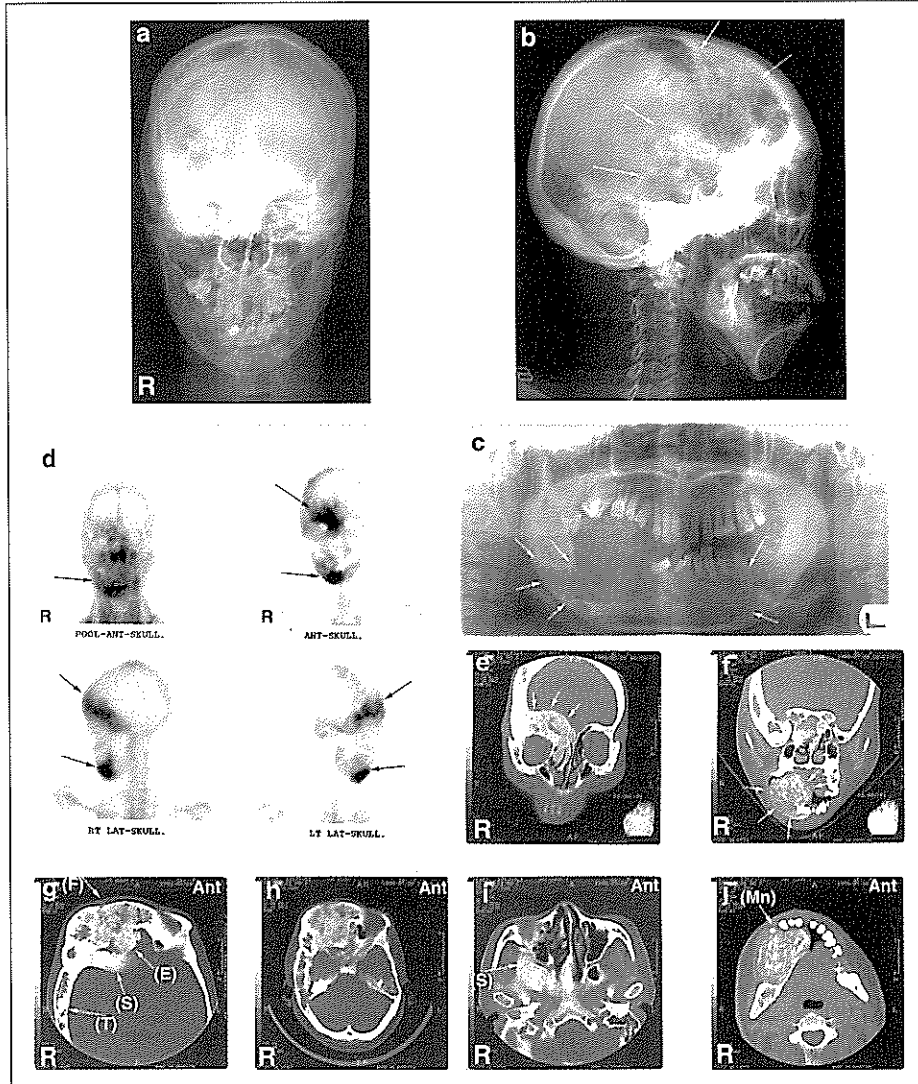 a
R
b
d
R
POOL-ANT-SKULL.
R
ANT-SKULL.
RT LAT-SKULL.
LT LAT-SKULL.
c
L
e
R
f
R
g
(F)
Ant
(E)
(S)
(T)
R
h
Ant
R
i
Ant
S)
R
j
(Mn)
Ant
R